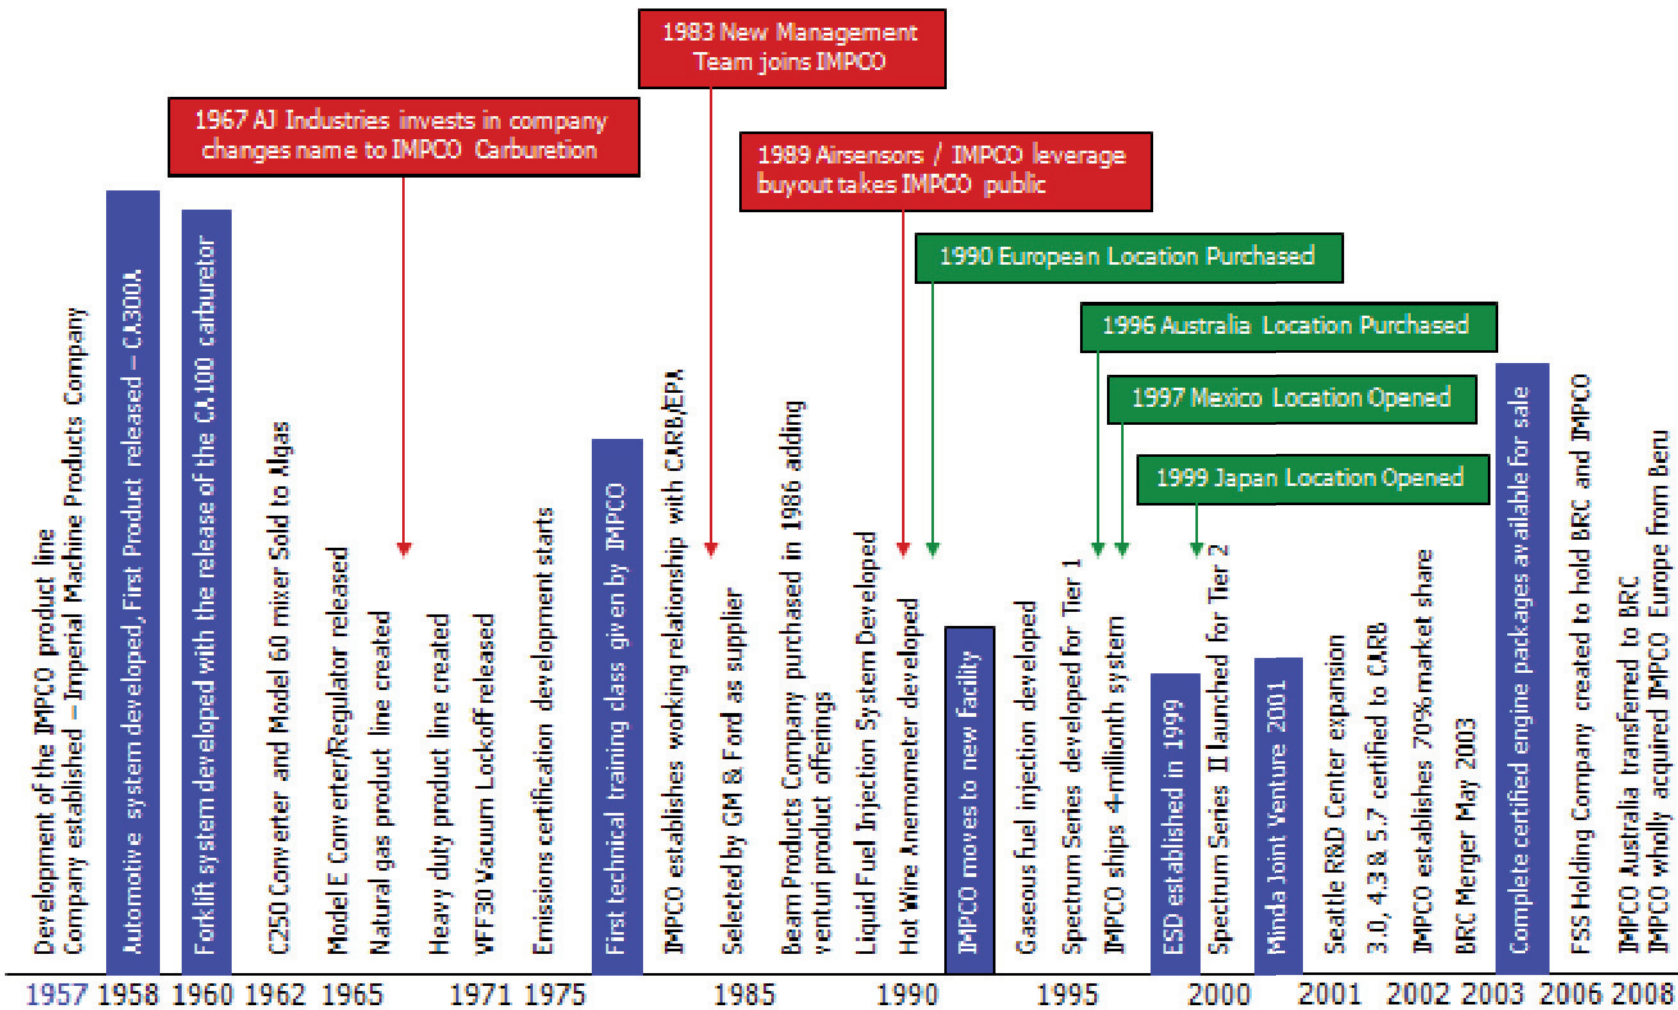 1983 New Management
Team joins IMPCO
1967 AJ Industries invests in company
changes name to IMPCO Carburetion
1989 Airsensors / IMPCO leverage
buyout takes IMPCO public
1990 European Location Purchased
1996 Australia Location Purchased
1997 Mexico Location Opened
1999 Japan Location Opened
Development of the IMPCO product line
Company established – Imperial Machine Products Company
Automotive system developed, First Product released – CA300A
Forklift system developed with the release of the CA100 carburetor
C250 Converter and Model 60 mixer Sold to Algas
Model E Converter/Regulator released
Natural gas product line created
Heavy duty product line created
VFF30 Vacuum Lockoff released
Emissions certification development starts
First technical training class given by IMPCO
IMPCO establishes working relationship with CARB/EPA
Selected by GM & Ford as supplier
Beam Products Company purchased in 1986 adding
venturi product offerings
Liquid Fuel Injection System Developed
Hot Wire Anemometer developed
IMPCO moves to new facility
Gaseous fuel injection developed
Spectrum Series developed for Tier 1
IMPCO ships 4-millionth system
ESD established in 1999
Spectrum Series II launched for Tier 2
Minda Joint Venture 2001
Seattle R&D Center expansion
3.0, 4.3 & 5.7 certified to CARB
IMPCO establishes 70% market share
BRC Merger May 2003
Complete certified engine packages available for sale
FSS Holding Company created to hold BRC and IMPCO
IMPCO Australia transferred to BRC
IMPCO wholly acquired IMPCO Europe from Beru
1957 1958 1960 1962 1965 1971 1975 1985 1990 1995 2000 2001 2002 2003 2006 2008